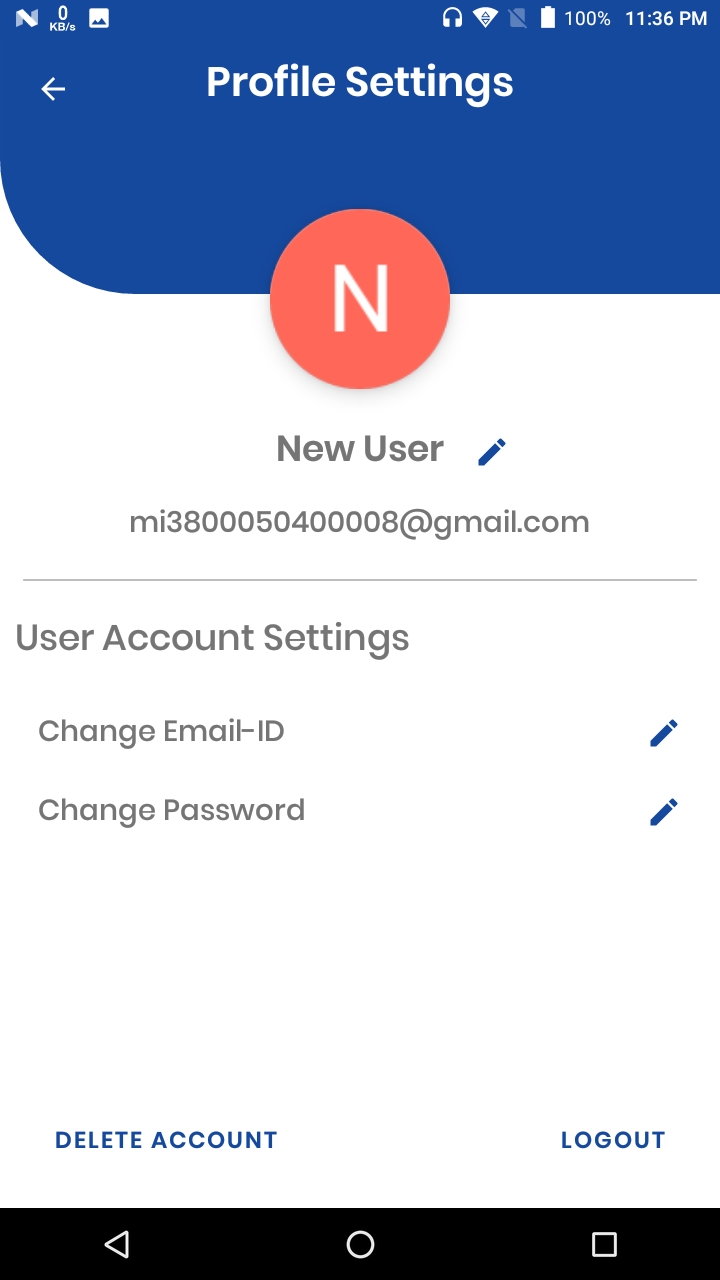 0
KB/s
100% 11:36 PM
Profile Settings
N
New User
mi3800050400008@gmail.com
User Account Settings
Change Email-ID
Change Password
DELETE ACCOUNT LOGOUT